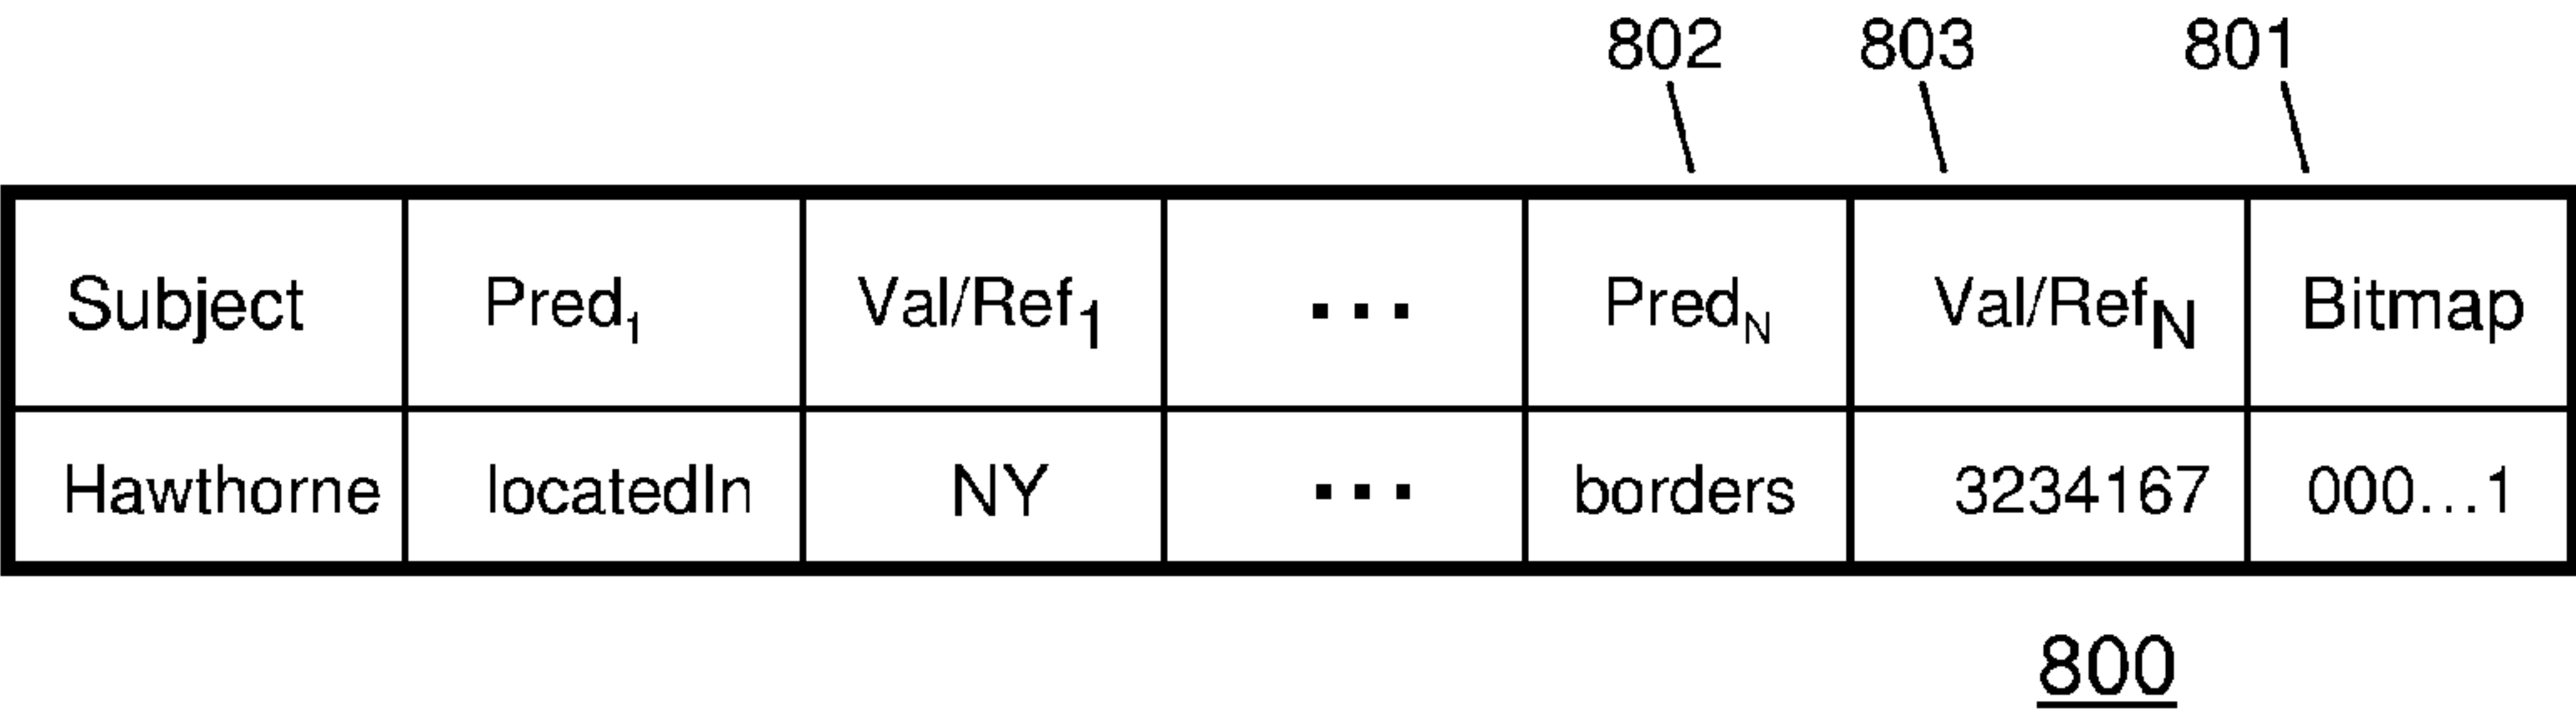 802 803 801
Subject Pred1 Val/Ref1 ... PredN Val/RefN Bitmap
Hawthorne locatedIn NY ... borders 3234167 000...1
800